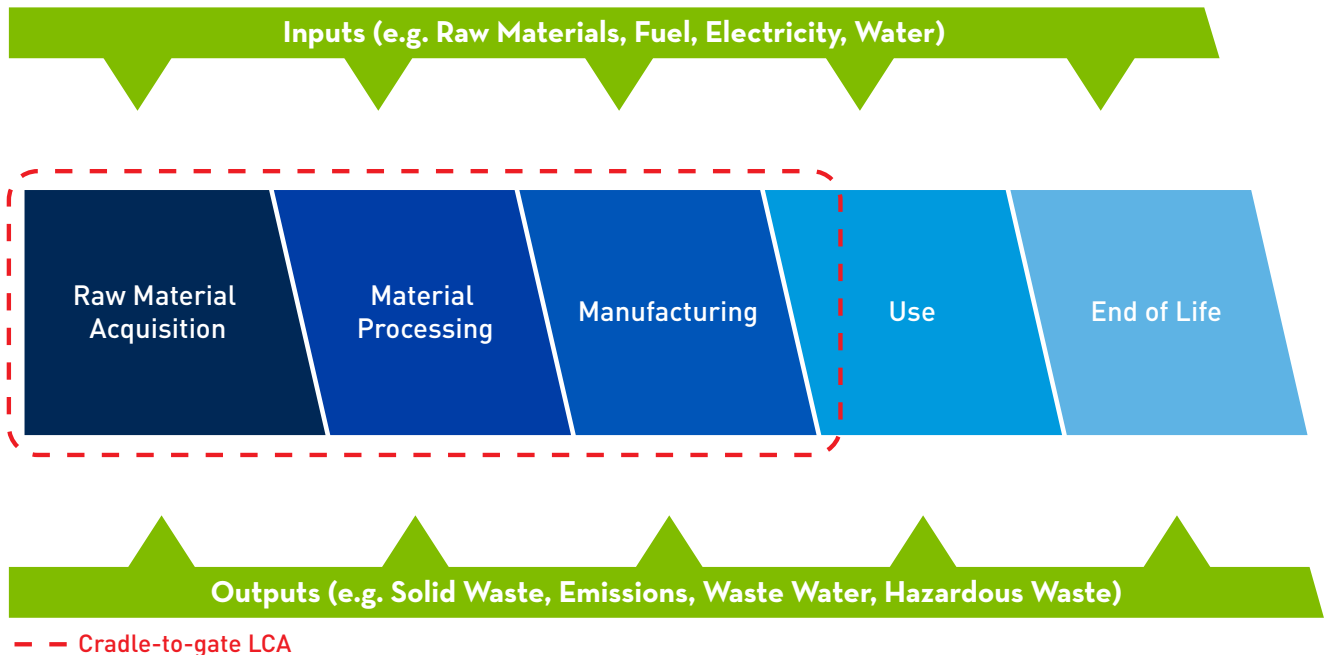 Inputs (e.g. Raw Materials, Fuel, Electricity, Water)
Raw Material
Acquisition
Material
Processing
Manufacturing
Use
End of Life
Outputs (e.g. Solid Waste, Emissions, Waste Water, Hazardous Waste)
Cradle-to-gate LCA